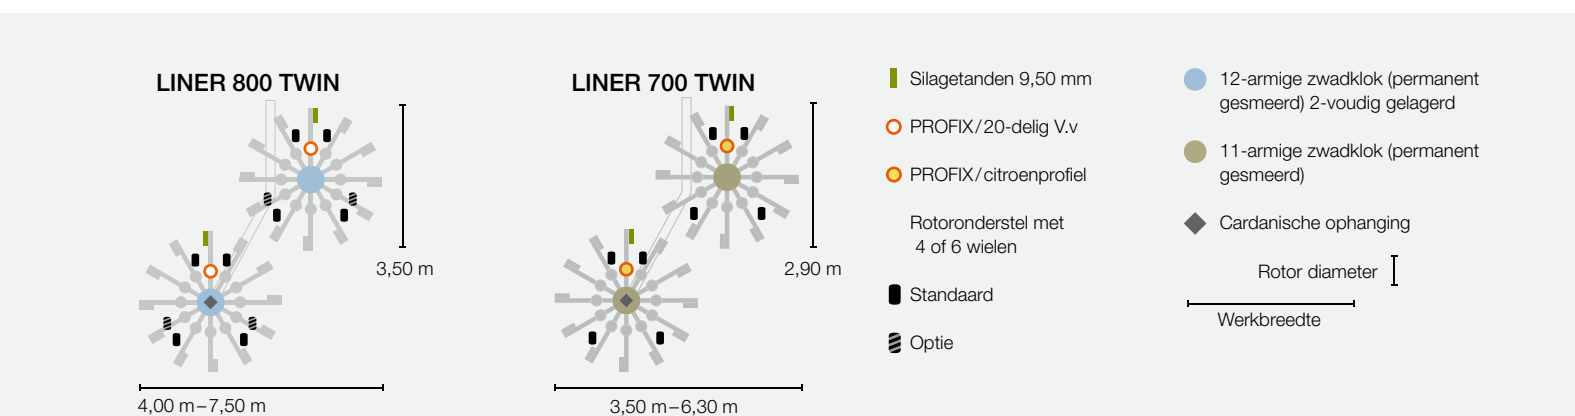 LINER 800 TWIN
3,50 m
4,00 m–7,50 m
LINER 700 TWIN
2,90 m
3,50 m–6,30 m
Silagetanden 9,50 mm
PROFIX/20-delig V.v
PROFIX/citroenprofiel
Rotoronderstel met
4 of 6 wielen
Standaard
Optie
12-armige zwadklok (permanent
gesmeerd) 2-voudig gelagerd
11-armige zwadklok (permanent
gesmeerd)
Cardanische ophanging
Rotor diameter
Werkbreedte